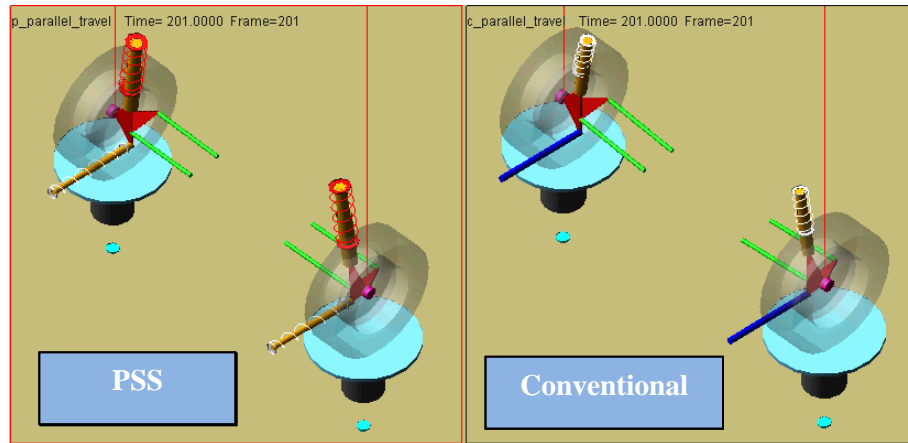 p_parallel_travel Time= 201.0000 Frame=201
c_parallel_travel Time= 201.0000 Frame=201
PSS
Conventional